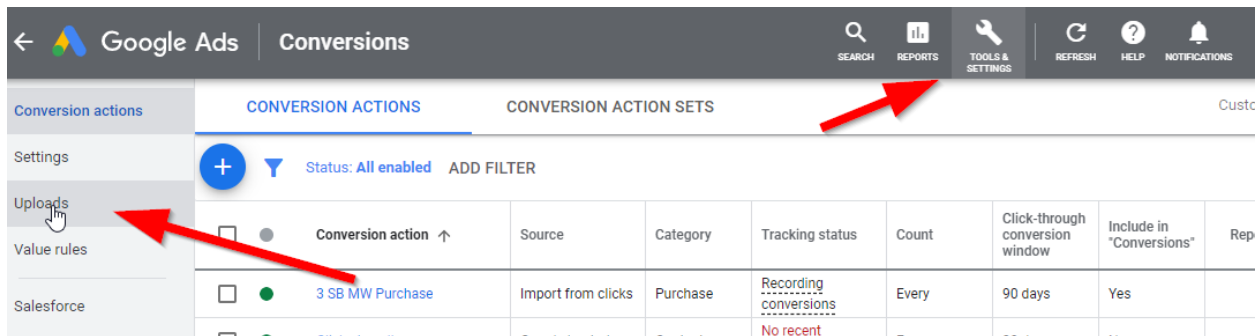 Google Ads Conversions
SEARCH REPORTS TOOLS & SETTINGS REFRESH HELP NOTIFICATIONS
Conversion actions
Settings
Uploads
Value rules
Salesforce
CONVERSION ACTIONS CONVERSION ACTION SETS
Status: All enabled ADD FILTER
Conversion action Source Category Tracking status Count Click-through conversion window Include in "Conversions"
3 SB MW Purchase Import from clicks Purchase Recording conversions Every 90 days Yes
No recent